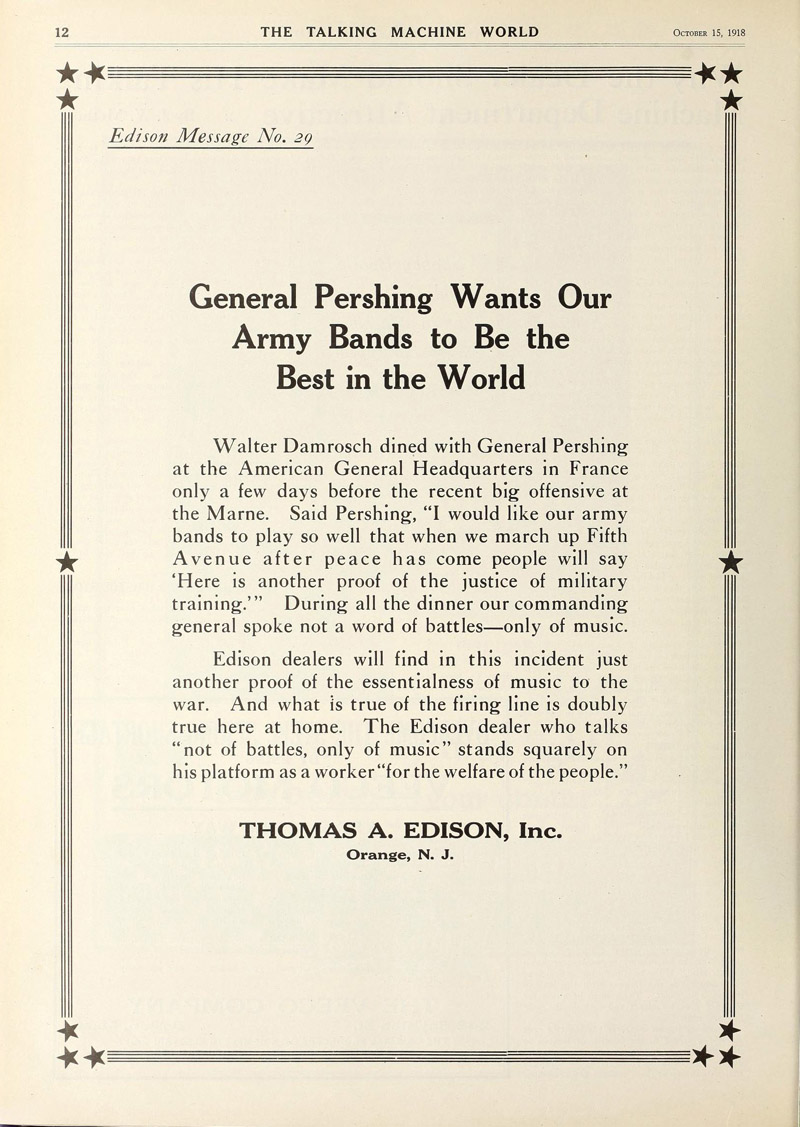 12
THE TALKING MACHINE WORLD
October 15, 1918
Edison Message No. 29
General Pershing Wants Our
Army Bands to Be the
Best in the World
Walter Damrosch dined with General Pershing
at the American General Headquarters in France
only a few days before the recent big offensive at
the Marne. Said Pershing, “I would like our army
bands to play so well that when we march up Fifth
Avenue after peace has come people will say
‘Here is another proof of the justice of military
training.’” During all the dinner our commanding
general spoke not a word of battles—only of music.
Edison dealers will find in this incident just
another proof of the essentialness of music to the
war. And what is true of the firing line is doubly
true here at home. The Edison dealer who talks
“not of battles, only of music” stands squarely on
his platform as a worker “for the welfare of the people.”
THOMAS A. EDISON, Inc.
Orange, N. J.